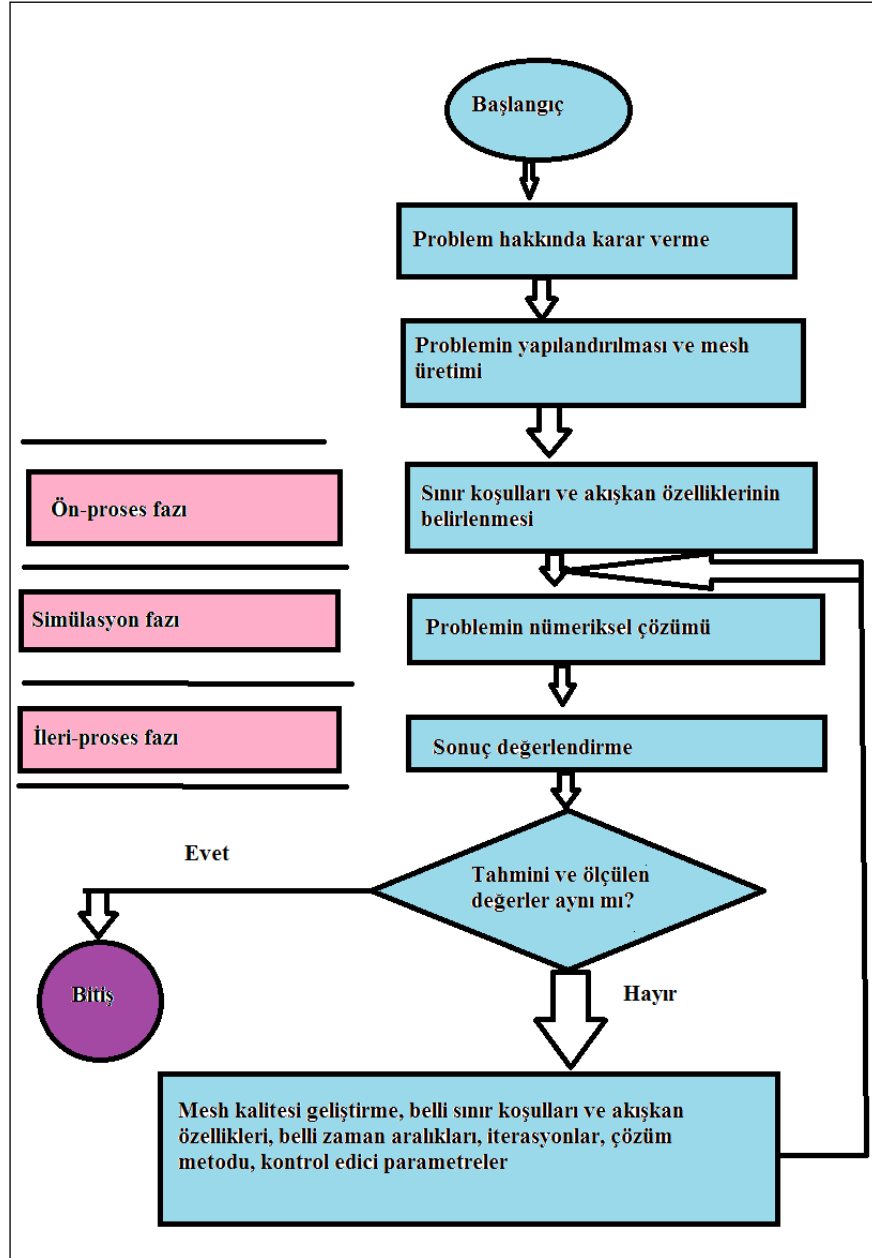 Başlangıç
Problem hakkında karar verme
Problemin yapılandırılması ve mesh
üretimi
Ön-proses fazı
Sınır koşulları ve akışkan özelliklerinin
belirlenmesi
Simülasyon fazı
Problemin nümeriksel çözümü
İleri-proses fazı
Sonuç değerlendirme
Evet
Tahmini ve ölçülen
değerler aynı mı?
Bitiş
Hayır
Mesh kalitesi geliştirme, belli sınır koşulları ve akışkan
özellikleri, belli zaman aralıkları, iterasyonlar, çözüm
metodu, kontrol edici parametreler